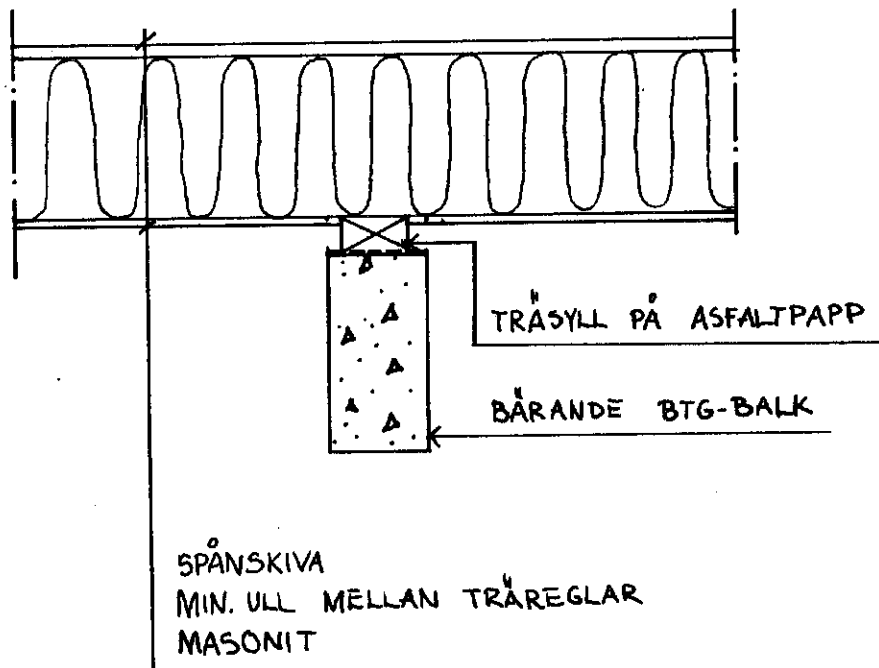 TRÄSYLL PÅ ASFALTPAPP
BÄRANDE BTG-BALK
SPÅNSKIVA
MIN. ULL MELLAN TRÄREGLAR
MASONIT